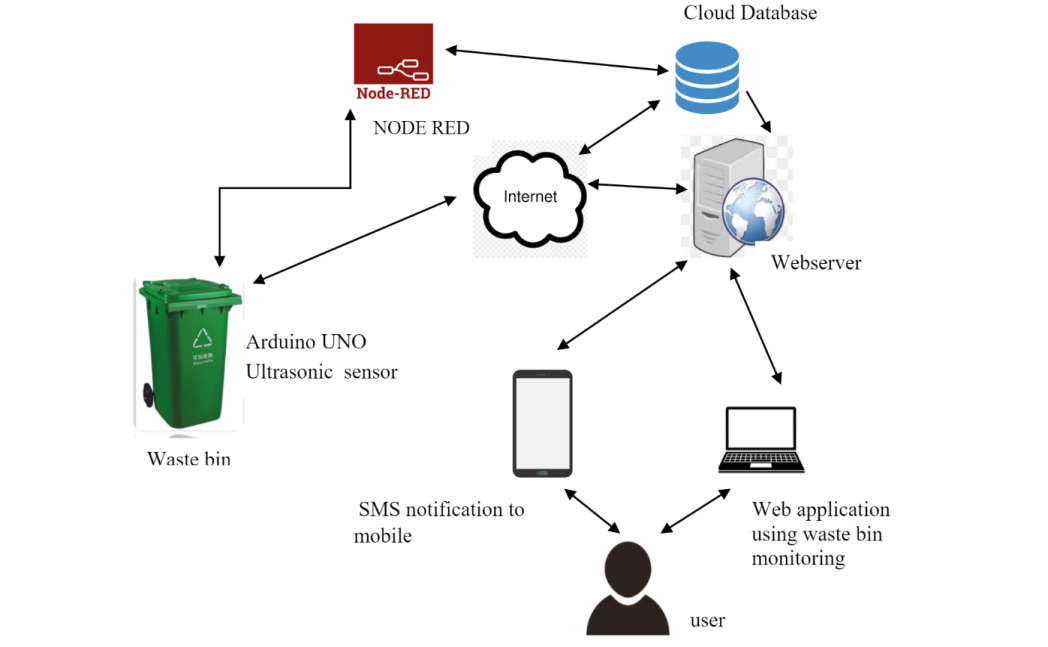 Cloud Database
Node-RED
NODE RED
Internet
Webserver
Arduino UNO
Ultrasonic sensor
Waste bin
SMS notification to
mobile
Web application
using waste bin
monitoring
user